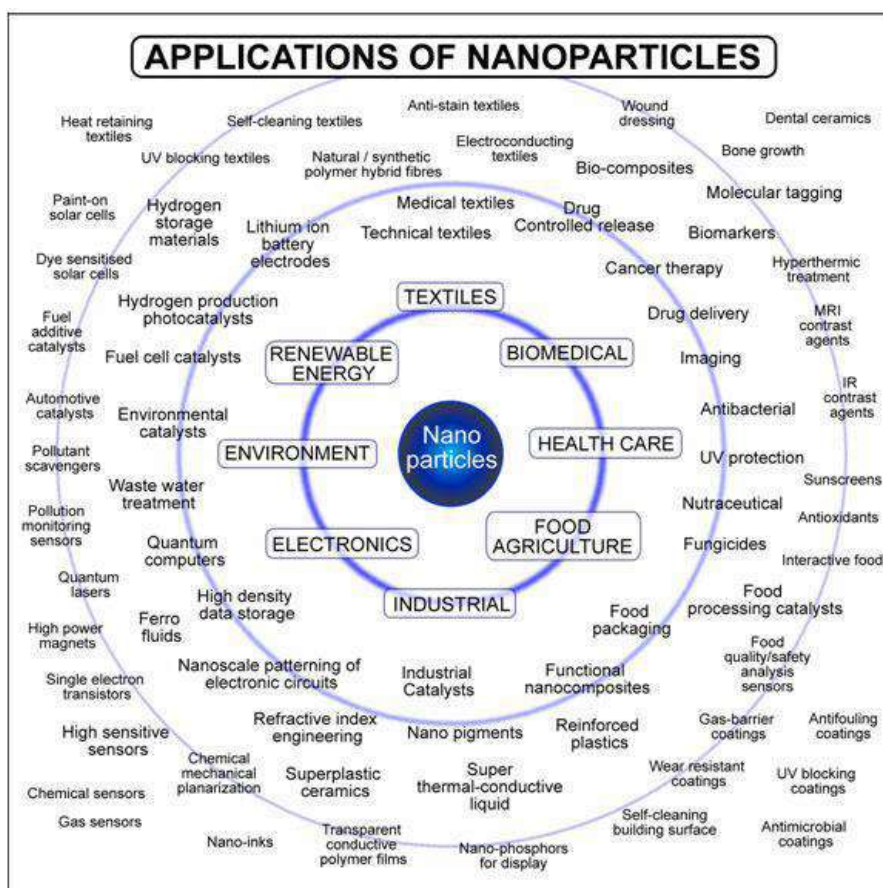 APPLICATIONS OF NANOPARTICLES
Anti-stain textiles
Wound
dressing
Dental ceramics
Heat retaining
textiles
Self-cleaning textiles
Electroconducting
textiles
Bone growth
UV blocking textiles
Natural / synthetic
polymer hybrid fibres
Bio-composites
Molecular tagging
Paint-on
solar cells
Hydrogen
storage
materials
Lithium ion
battery
electrodes
Medical textiles
Technical textiles
Drug
Controlled release
Biomarkers
Dye sensitised
solar cells
Cancer therapy
Hyperthermic
treatment
Hydrogen production
photocatalysts
TEXTILES
Drug delivery
MRI
contrast
agents
Fuel
additive
catalysts
Fuel cell catalysts
RENEWABLE
ENERGY
BIOMEDICAL
Imaging
IR
contrast
agents
Automotive
catalysts
Environmental
catalysts
Nano
particles
Antibacterial
Pollutant
scavengers
ENVIRONMENT
HEALTH CARE
UV protection
Sunscreens
Waste water
treatment
Nutraceutical
Antioxidants
Pollution
monitoring
sensors
Quantum
computers
ELECTRONICS
FOOD
AGRICULTURE
Fungicides
Interactive food
Quantum
lasers
High density
data storage
INDUSTRIAL
Food
packaging
Food
processing catalysts
High power
magnets
Ferro
fluids
Food
quality/safety
analysis
sensors
Single electron
transistors
Nanoscale patterning of
electronic circuits
Industrial
Catalysts
Functional
nanocomposites
High sensitive
sensors
Refractive index
engineering
Nano pigments
Reinforced
plastics
Gas-barrier
coatings
Antifouling
coatings
Chemical
mechanical
planarization
Superplastic
ceramics
Super
thermal-conductive
liquid
Wear resistant
coatings
UV blocking
coatings
Chemical sensors
Gas sensors
Self-cleaning
building surface
Antimicrobial
coatings
Nano-inks
Transparent
conductive
polymer films
Nano-phosphors
for display